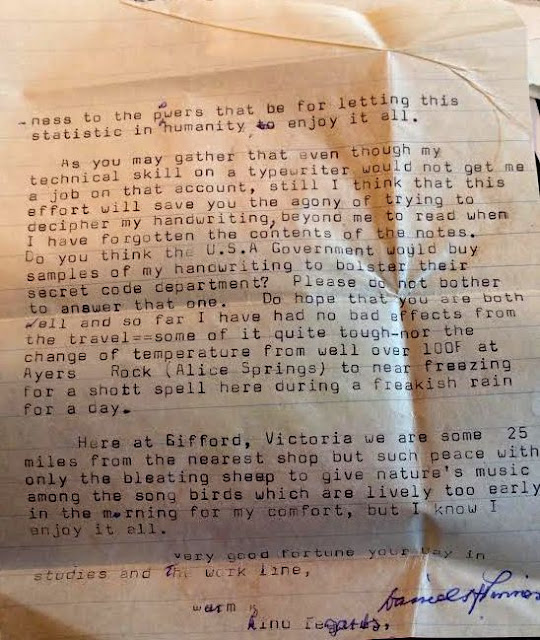 -ness to the powers that be for letting this
statistic in humanity, to enjoy it all.
As you may gather that even though my
technical skill on a typewriter would not get me
a job on that account, still I think that this
effort will save you the agony of trying to
decipher my handwriting, beyond me to read when
I have forgotten the contents of the notes.
Do you think the U.S.A Government would buy
samples of my handwriting to bolster their
secret code department? Please do not bother
to answer that one. Do hope that you are both
well and so far I have had no bad effects from
the travel==some of it quite tough-nor the
change of temperature from well over 100F at
Ayers Rock (Alice Springs) to near freezing
for a shott spell here during a freakish rain
for a day.
Here at Gifford, Victoria we are some 25
miles from the nearest shop but such peace with
only the bleating sheep to give nature's music
among the song birds which are lively too early
in the morning for my comfort, but I know I
enjoy it all.
very good fortune your way in
studies and the work line,
warm
kind regards,